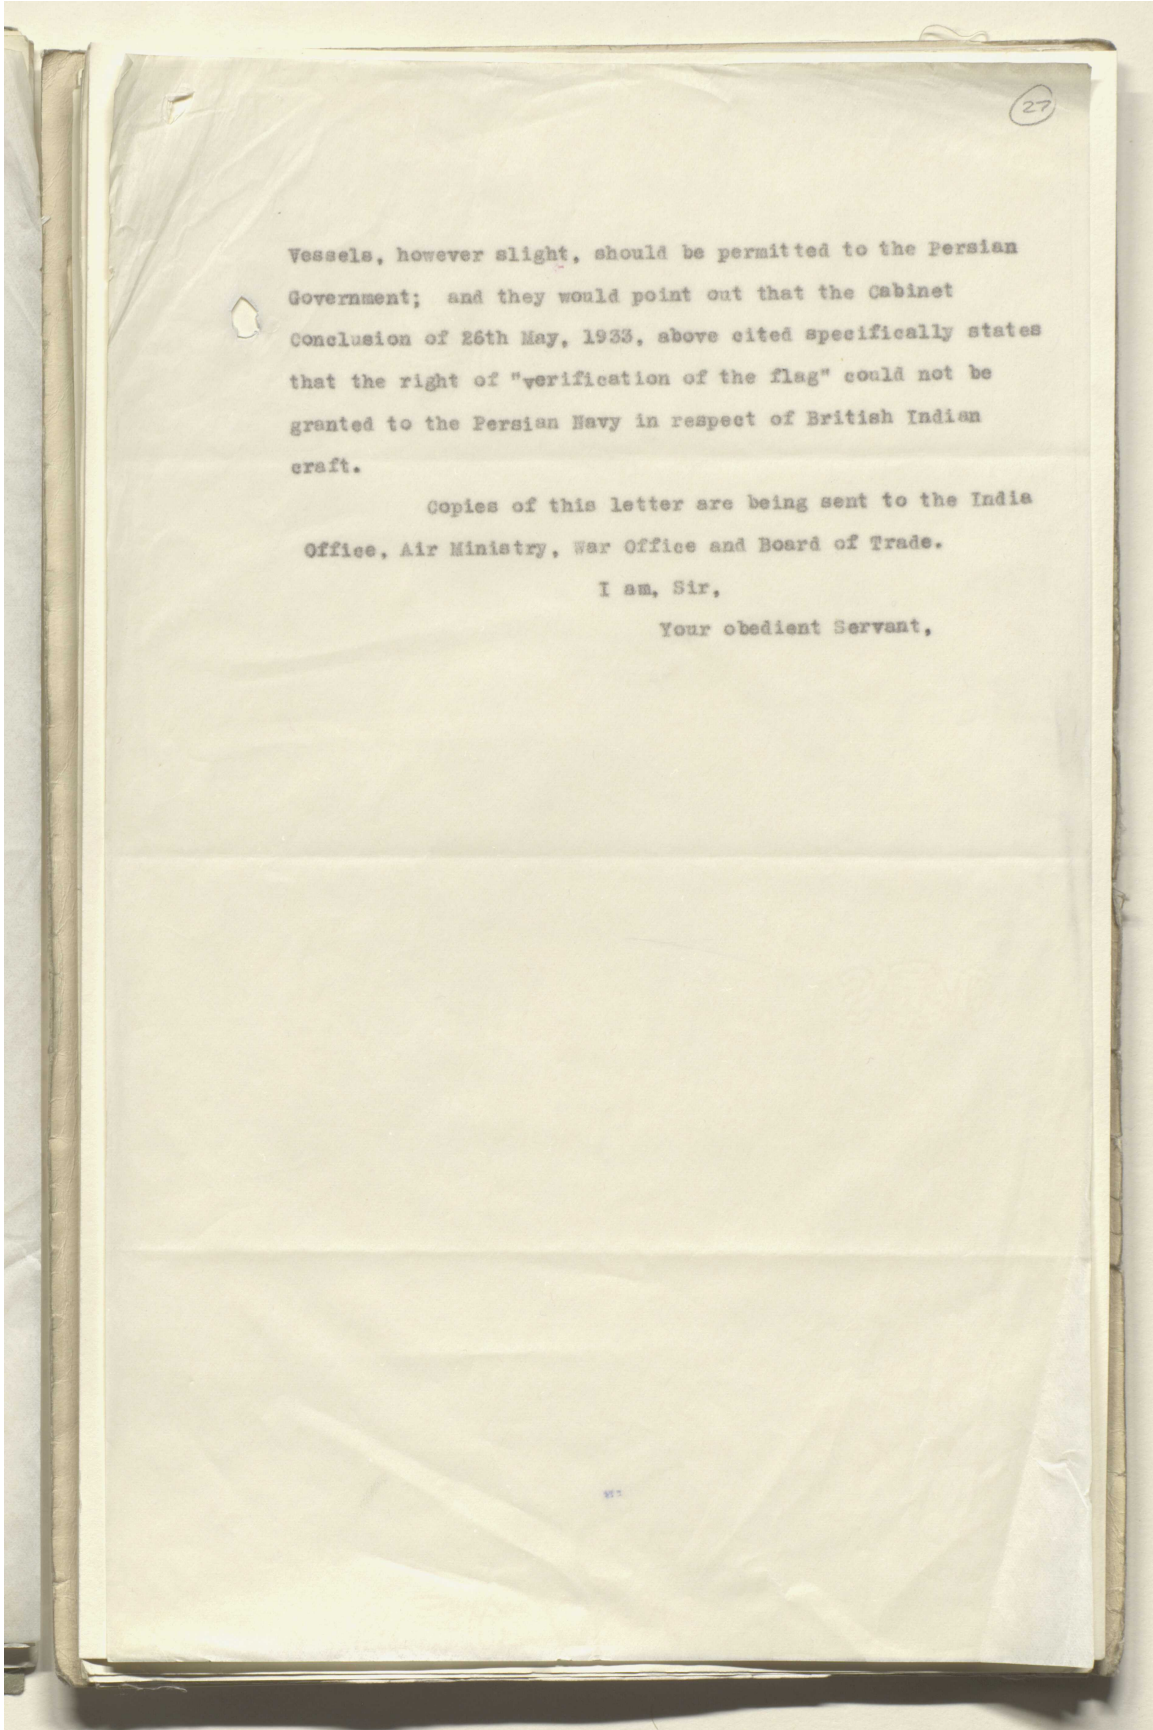 27
Vessels, however slight, should be permitted to the Persian
Government; and they would point out that the Cabinet
Conclusion of 26th May, 1933, above cited specifically states
that the right of "verification of the flag" could not be
granted to the Persian Navy in respect of British Indian
craft.
Copies of this letter are being sent to the India
Office, Air Ministry, War Office and Board of Trade.
I am, Sir,
Your obedient Servant,